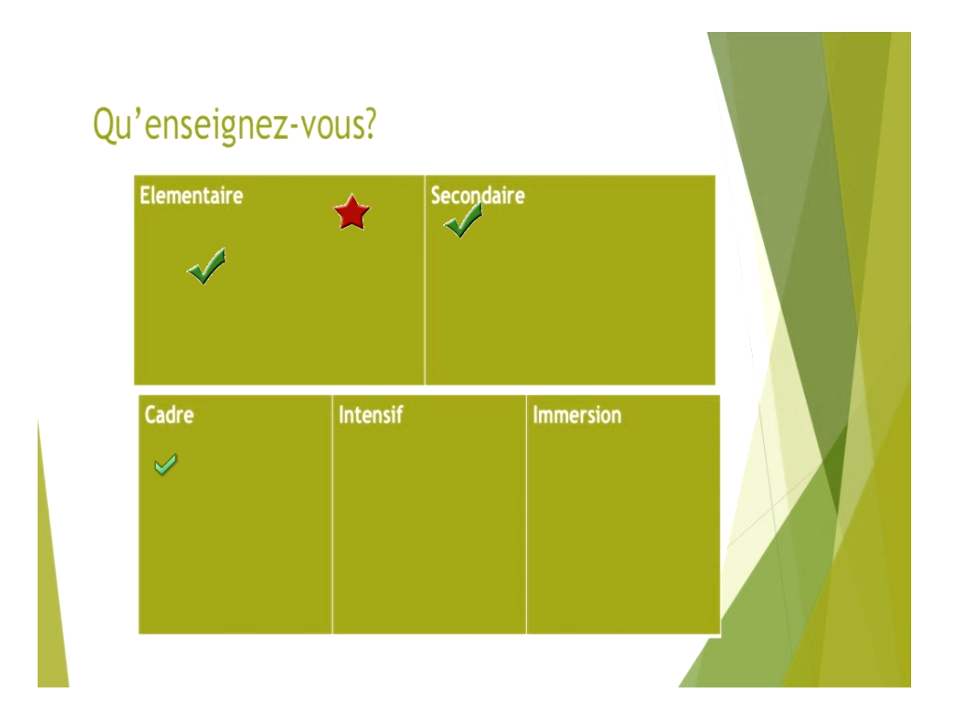 Qu’enseignez-vous?
Elementaire
Secondaire
Cadre
Intensif
Immersion